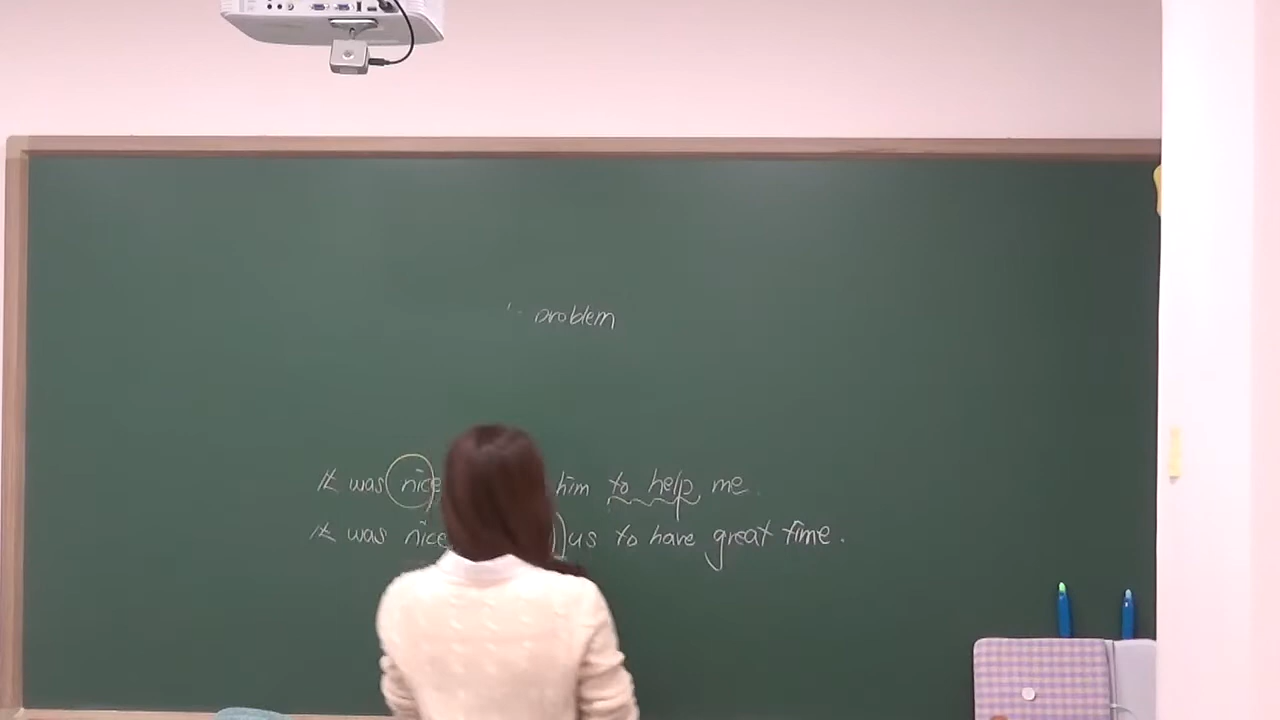 problem
It was nice him to help me.
It was nice us to have great time.